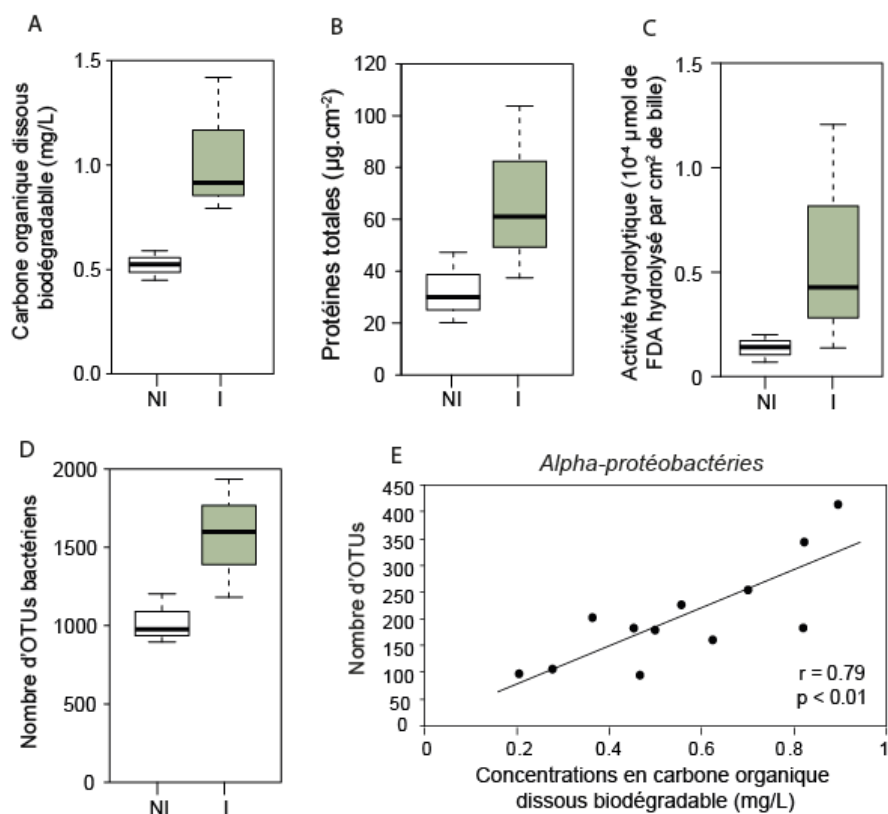 A
Carbone organique dissous
biodégradablle (mg/L)
1.5
1.0
0.5
0.0
NI
I
B
Protéines totales (µg.cm-2)
120
100
80
60
40
20
0
NI
I
C
Activité hydrolytique (10-4 µmol de
FDA hydrolysé par cm2 de bille)
1.5
1.0
0.5
0
NI
I
D
Nombre d'OTUs bactériens
2000
1500
1000
500
0
NI
I
E
Alpha-protéobactéries
Nombre d'OTUs
450
400
350
300
250
200
150
100
50
0
r = 0.79
p < 0.01
0
0.2
0.4
0.6
0.8
1
Concentrations en carbone organique
dissous biodégradable (mg/L)